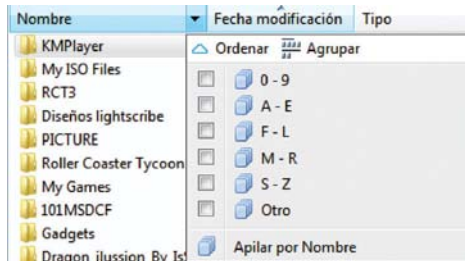 Nombre Fecha modificación Tipo
KMPlayer
My ISO Files
RCT3
Diseños lightscribe
PICTURE
Roller Coaster Tycoon
My Games
101MSDCF
Gadgets
Dragon_ilussion_By_Is
Ordenar Agrupar
0 - 9
A - E
F - L
M - R
S - Z
Otro
Apilar por Nombre